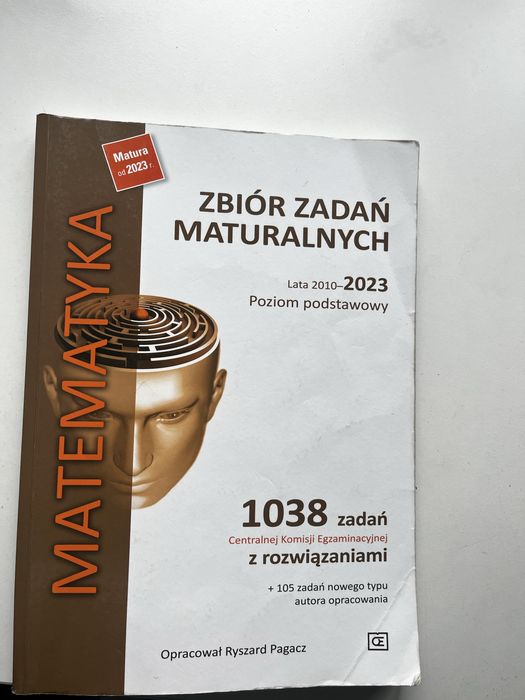 Matura
od 2023 r.
MATEMATYKA
ZBIÓR ZADAŃ
MATURALNYCH
Lata 2010–2023
Poziom podstawowy
1038 zadań
Centralnej Komisji Egzaminacyjnej
z rozwiązaniami
+ 105 zadań nowego typu
autora opracowania
Opracował Ryszard Pagacz